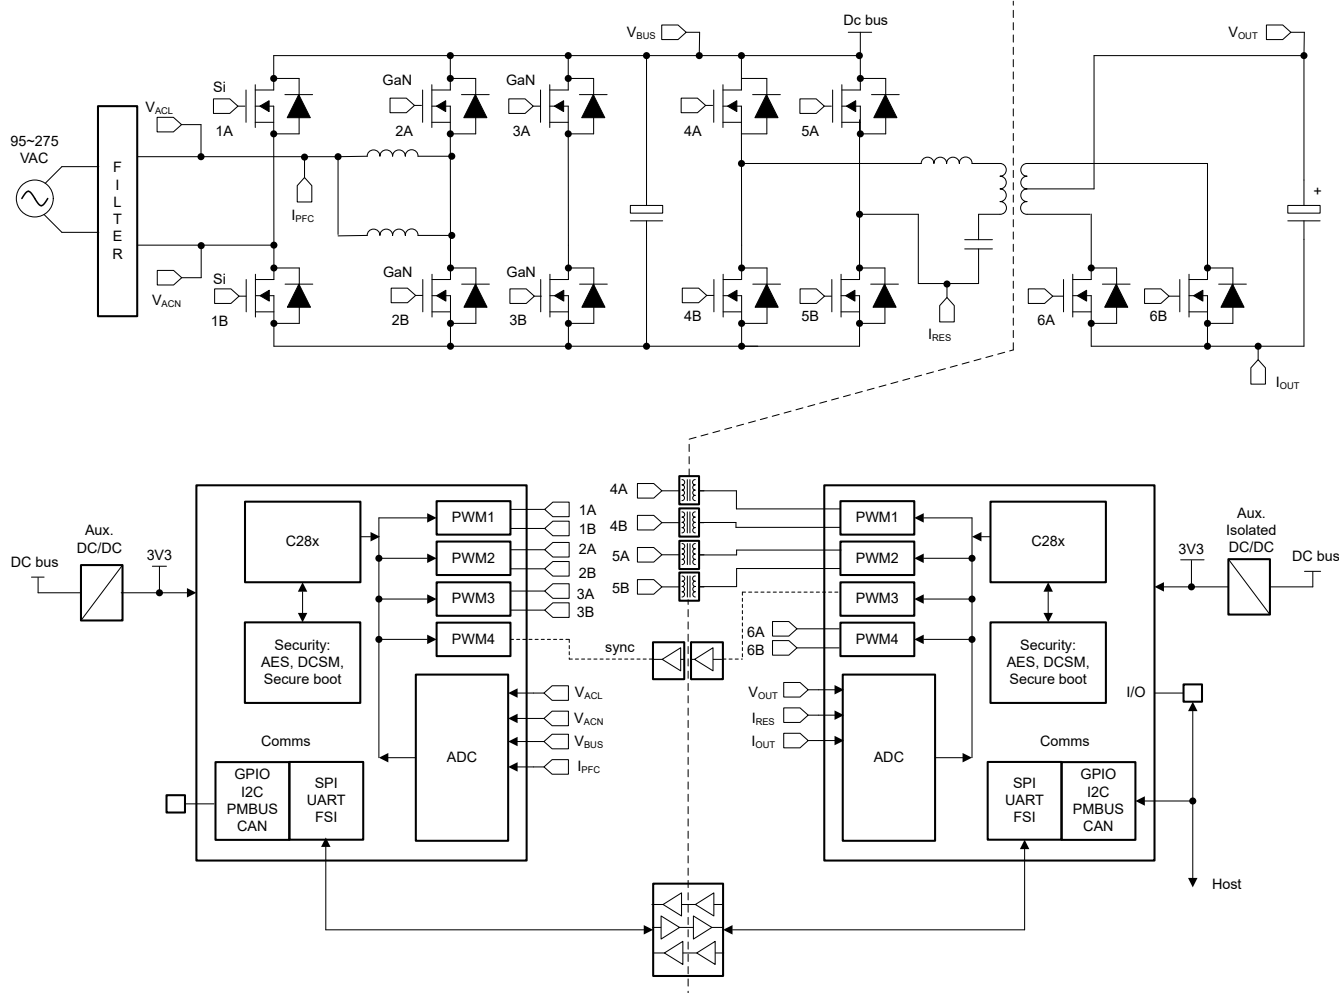 Dc bus
VBUS
VOUT
Si
GaN
GaN
VACL
1A
2A
3A
4A
5A
95~275
VAC
FILTER
IPFC
+
Si
GaN
GaN
VACN
1B
2B
3B
4B
5B
6A
6B
IRES
IOUT
4A
4B
5A
5B
C28x
PWM1
PWM2
PWM3
PWM4
1A
1B
2A
2B
3A
3B
PWM1
PWM2
PWM3
PWM4
C28x
Aux.
DC/DC
DC bus
3V3
Aux.
Isolated
DC/DC
DC bus
3V3
sync
6A
6B
Security:
AES, DCSM,
Secure boot
Security:
AES, DCSM,
Secure boot
VACL
VACN
VBUS
IPFC
ADC
VOUT
IRES
IOUT
ADC
I/O
Comms
GPIO
I2C
PMBUS
CAN
SPI
UART
FSI
Comms
SPI
UART
FSI
GPIO
I2C
PMBUS
CAN
Host